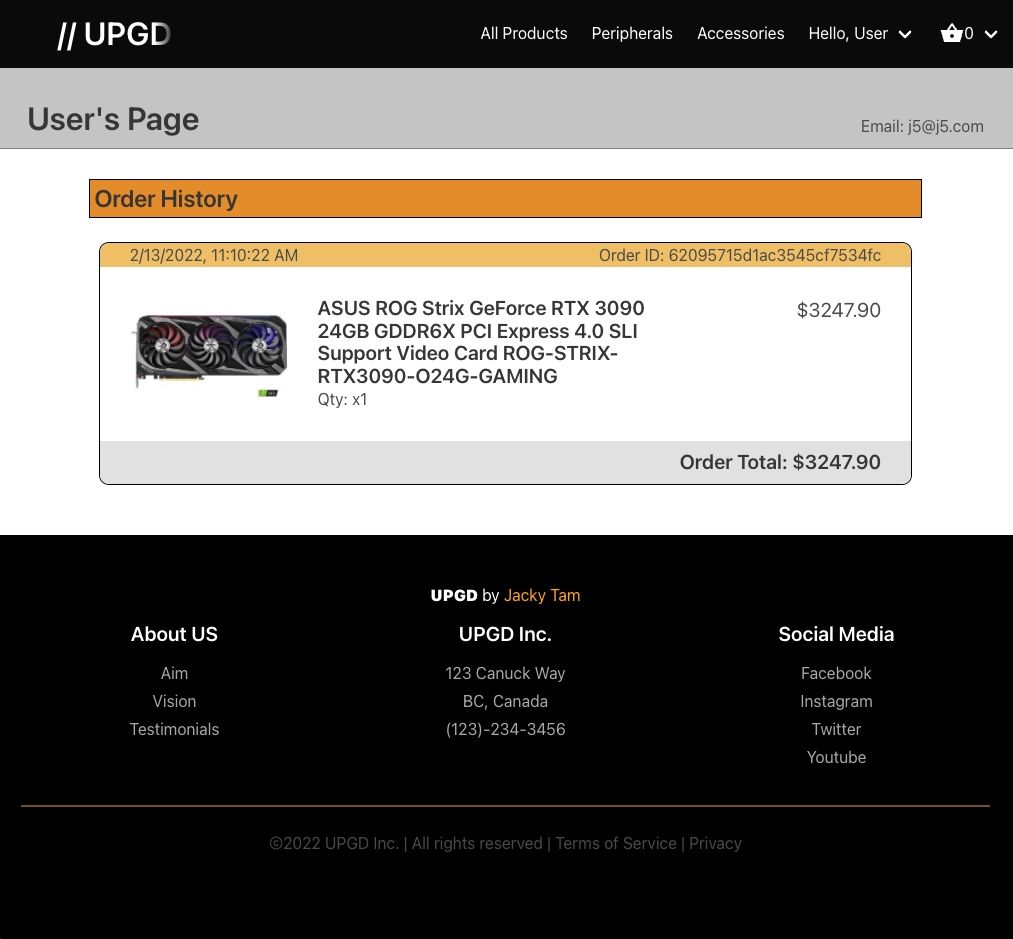 // UPGD
All Products Peripherals Accessories Hello, User 0
User's Page
Email: j5@j5.com
Order History
2/13/2022, 11:10:22 AM Order ID: 62095715d1ac3545cf7534fc
ASUS ROG Strix GeForce RTX 3090 $3247.90
24GB GDDR6X PCI Express 4.0 SLI
Support Video Card ROG-STRIX-
RTX3090-O24G-GAMING
Qty: x1
Order Total: $3247.90
UPGD by Jacky Tam
About US UPGD Inc. Social Media
Aim 123 Canuck Way Facebook
Vision BC, Canada Instagram
Testimonials (123)-234-3456 Twitter
Youtube
©2022 UPGD Inc. | All rights reserved | Terms of Service | Privacy